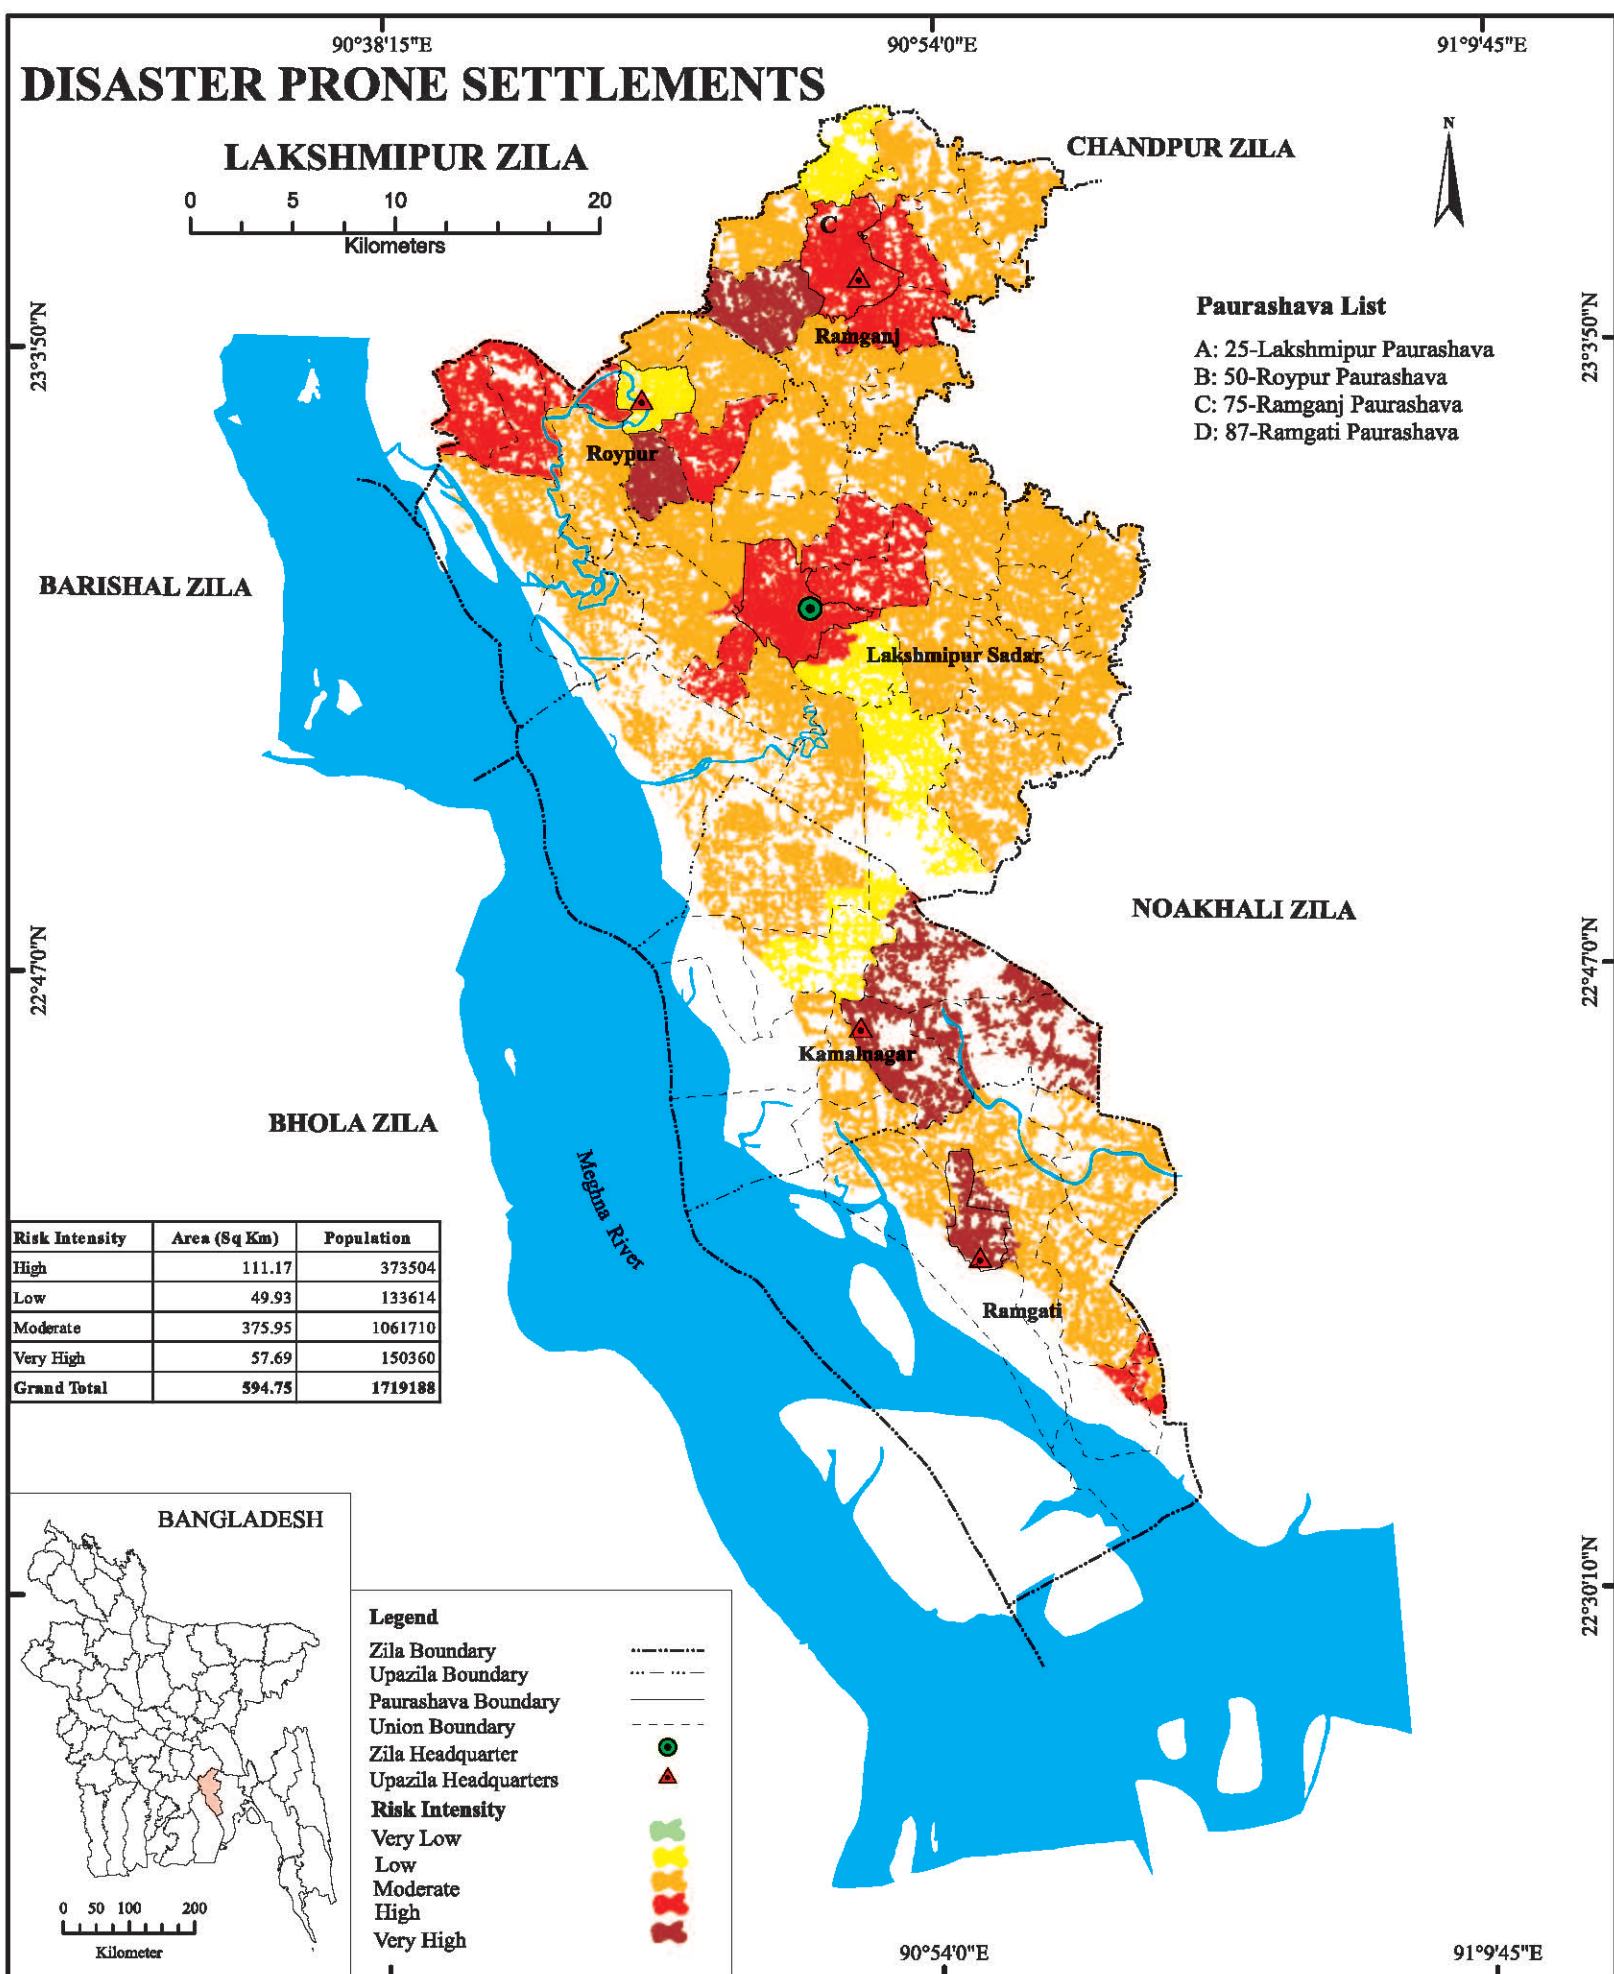 90°38'15"E
90°54'0"E
91°9'45"E
DISASTER PRONE SETTLEMENTS
LAKSHMIPUR ZILA
0 5 10 20
Kilometers
CHANDPUR ZILA
N
23°3'50"N
23°3'50"N
Paurashava List
A: 25-Lakshmipur Paurashava
B: 50-Roypur Paurashava
C: 75-Ramganj Paurashava
D: 87-Ramgati Paurashava
C
Ramganj
Roypur
BARISHAL ZILA
Lakshmipur Sadar
NOAKHALI ZILA
22°47'0"N
22°47'0"N
Kamalnagar
BHOLA ZILA
Meghna River
Ramgati
Risk Intensity Area (Sq Km) Population
High 111.17 373504
Low 49.93 133614
Moderate 375.95 1061710
Very High 57.69 150360
Grand Total 594.75 1719188
BANGLADESH
0 50 100 200
Kilometer
22°30'10"N
Legend
Zila Boundary
Upazila Boundary
Paurashava Boundary
Union Boundary
Zila Headquarter
Upazila Headquarters
Risk Intensity
Very Low
Low
Moderate
High
Very High
90°54'0"E
91°9'45"E